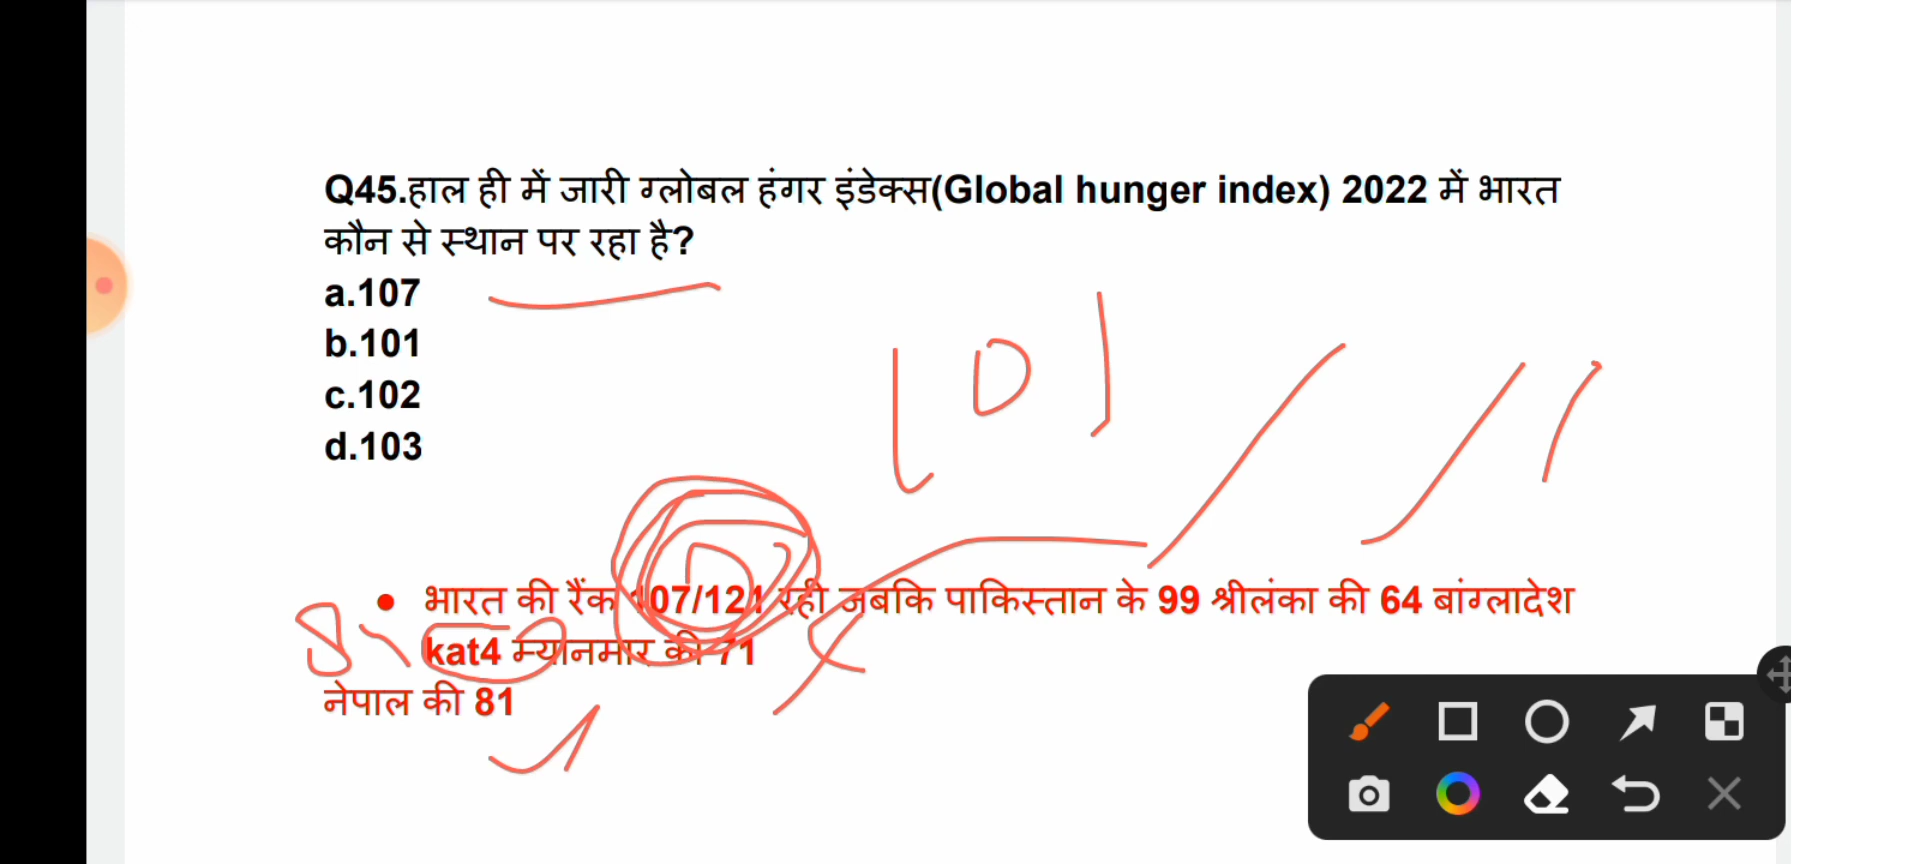 Q45.हाल ही में जारी ग्लोबल हंगर इंडेक्स(Global hunger index) 2022 में भारत
कौन से स्थान पर रहा है?
a.107
b.101
c.102
d.103
101
भारत की रैंक 107/121 रही जबकि पाकिस्तान के 99 श्रीलंका की 64 बांग्लादेश
kat4 म्यानमार की 71
नेपाल की 81